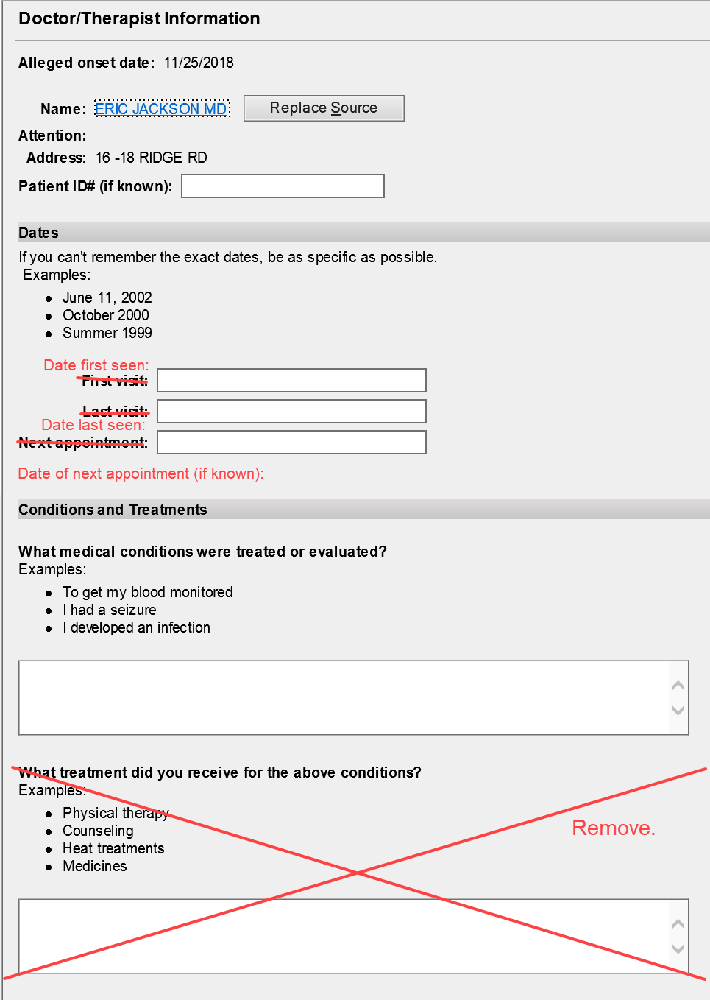 Doctor/Therapist Information
Alleged onset date: 11/25/2018
Name: ERIC JACKSON MD Replace Source
Attention:
Address: 16 -18 RIDGE RD
Patient ID# (if known):
Dates
If you can't remember the exact dates, be as specific as possible.
Examples:
June 11, 2002
October 2000
Summer 1999
Date first seen:
First visit:
Last visit:
Date last seen:
Next appointment:
Date of next appointment (if known):
Conditions and Treatments
What medical conditions were treated or evaluated?
Examples:
To get my blood monitored
I had a seizure
I developed an infection
What treatment did you receive for the above conditions?
Examples:
Physical therapy
Counseling
Remove.
Heat treatments
Medicines